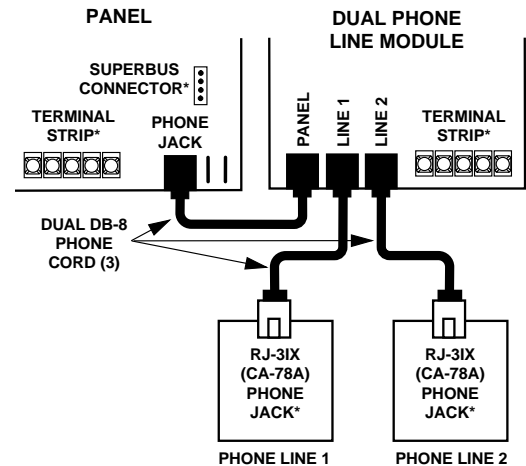 PANEL
DUAL PHONE
LINE MODULE
SUPERBUS
CONNECTOR*
TERMINAL
STRIP*
PHONE
JACK
PANEL
LINE 1
LINE 2
TERMINAL
STRIP*
DUAL DB-8
PHONE
CORD (3)
RJ-3IX
(CA-78A)
PHONE
JACK*
RJ-3IX
(CA-78A)
PHONE
JACK*
PHONE LINE 1
PHONE LINE 2